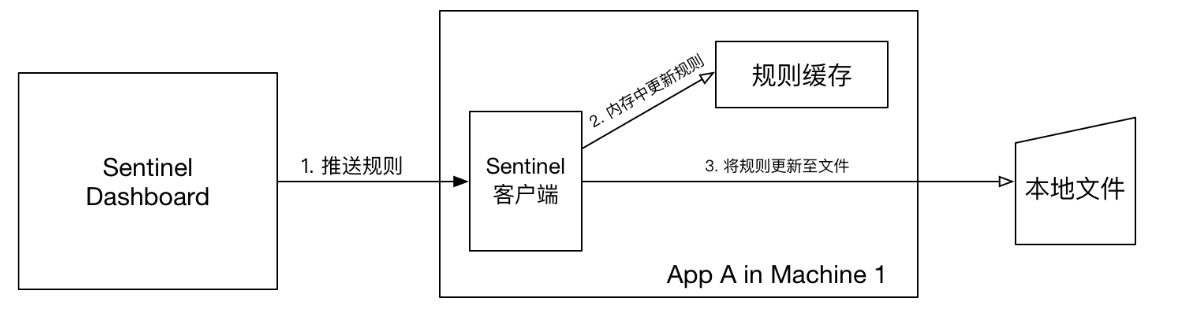 Sentinel
Dashboard
1. 推送规则
Sentinel
客户端
2. 内存中更新规则
规则缓存
3. 将规则更新至文件
本地文件
App A in Machine 1